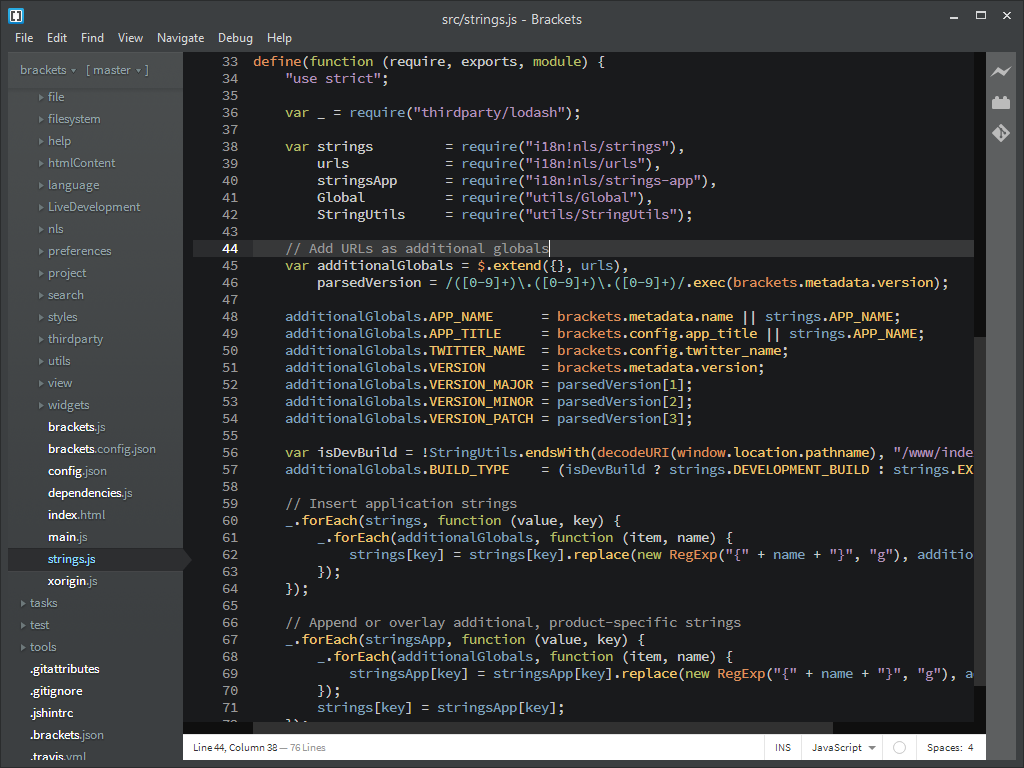 src/strings.js - Brackets
File Edit Find View Navigate Debug Help
brackets [ master ]
file
filesystem
help
htmlContent
language
LiveDevelopment
nls
preferences
project
search
styles
thirdparty
utils
view
widgets
brackets.js
brackets.config.json
config.json
dependencies.js
index.html
main.js
strings.js
xorigin.js
tasks
test
tools
.gitattributes
.gitignore
.jshintrc
.brackets.json
.travis.yml
33 define(function (require, exports, module) {
34 "use strict";
35
36 var _ = require("thirdparty/lodash");
37
38 var strings = require("i18n!nls/strings"),
39 urls = require("i18n!nls/urls"),
40 stringsApp = require("i18n!nls/strings-app"),
41 Global = require("utils/Global"),
42 StringUtils = require("utils/StringUtils");
43
44 // Add URLs as additional globals
45 var additionalGlobals = $.extend({}, urls),
46 parsedVersion = /([0-9]+)\.([0-9]+)\.([0-9]+)/.exec(brackets.metadata.version);
47
48 additionalGlobals.APP_NAME = brackets.metadata.name || strings.APP_NAME;
49 additionalGlobals.APP_TITLE = brackets.config.app_title || strings.APP_NAME;
50 additionalGlobals.TWITTER_NAME = brackets.config.twitter_name;
51 additionalGlobals.VERSION = brackets.metadata.version;
52 additionalGlobals.VERSION_MAJOR = parsedVersion[1];
53 additionalGlobals.VERSION_MINOR = parsedVersion[2];
54 additionalGlobals.VERSION_PATCH = parsedVersion[3];
55
56 var isDevBuild = !StringUtils.endsWith(decodeURI(window.location.pathname), "/www/inde
57 additionalGlobals.BUILD_TYPE = (isDevBuild ? strings.DEVELOPMENT_BUILD : strings.EX
58
59 // Insert application strings
60 _.forEach(strings, function (value, key) {
61 _.forEach(additionalGlobals, function (item, name) {
62 strings[key] = strings[key].replace(new RegExp("{" + name + "}", "g"), additio
63 });
64 });
65
66 // Append or overlay additional, product-specific strings
67 _.forEach(stringsApp, function (value, key) {
68 _.forEach(additionalGlobals, function (item, name) {
69 stringsApp[key] = stringsApp[key].replace(new RegExp("{" + name + "}", "g"), a
70 });
71 strings[key] = stringsApp[key];
72 });
Line 44, Column 38 — 76 Lines
INS JavaScript Spaces: 4